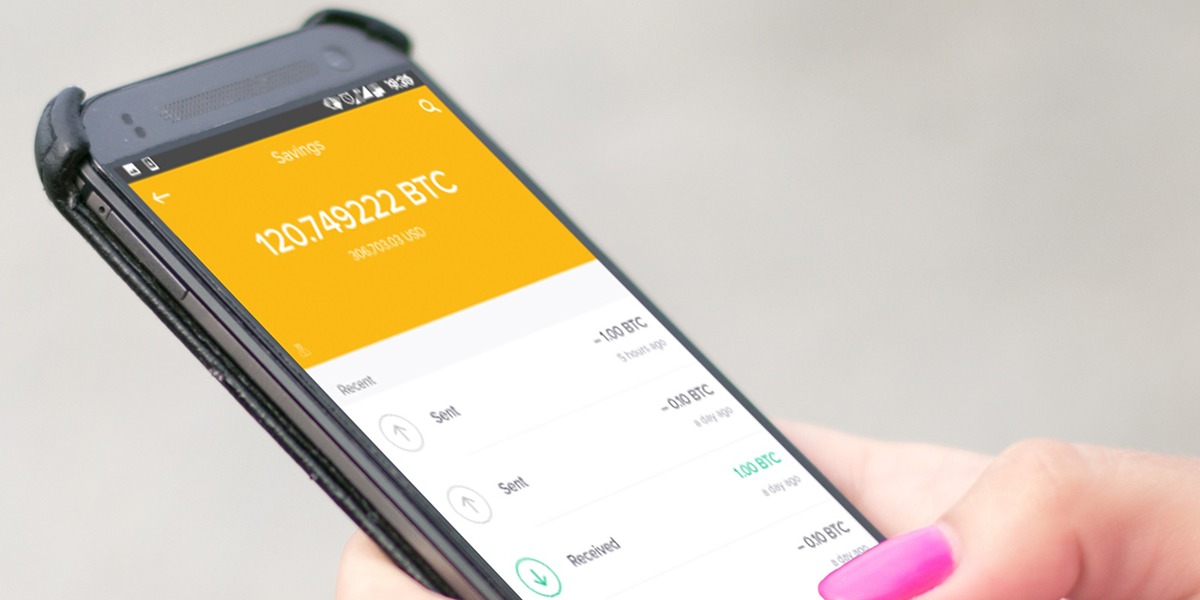 19:35
Savings
120.749222 BTC
306,703.03 USD
Recent
Sent
–1.00 BTC
5 hours ago
Sent
–0.10 BTC
a day ago
Received
1.00 BTC
a day ago
–0.10 BTC
a day ago